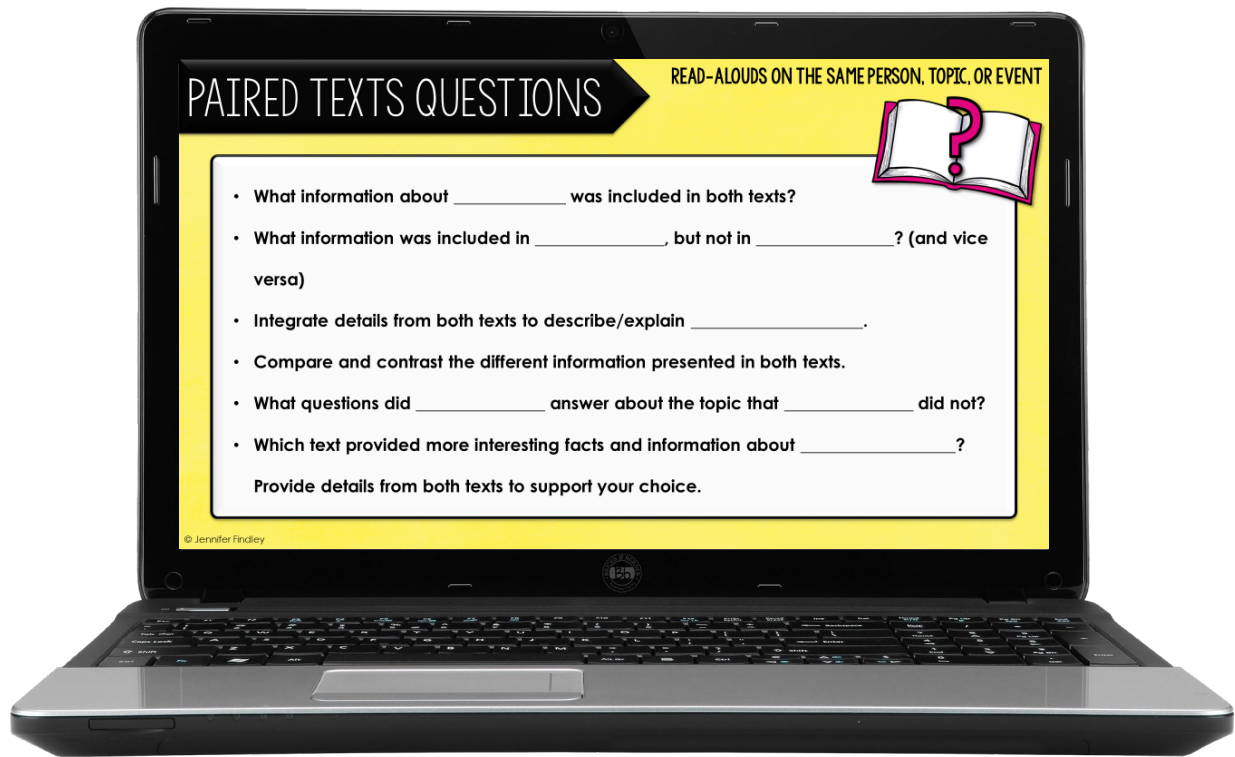 PAIRED TEXTS QUESTIONS
READ-ALOUDS ON THE SAME PERSON, TOPIC, OR EVENT
?
• What information about ____________ was included in both texts?
• What information was included in ______________, but not in _______________? (and vice
versa)
• Integrate details from both texts to describe/explain ___________________.
• Compare and contrast the different information presented in both texts.
• What questions did ______________ answer about the topic that ______________ did not?
• Which text provided more interesting facts and information about _________________?
Provide details from both texts to support your choice.
© Jennifer Findley